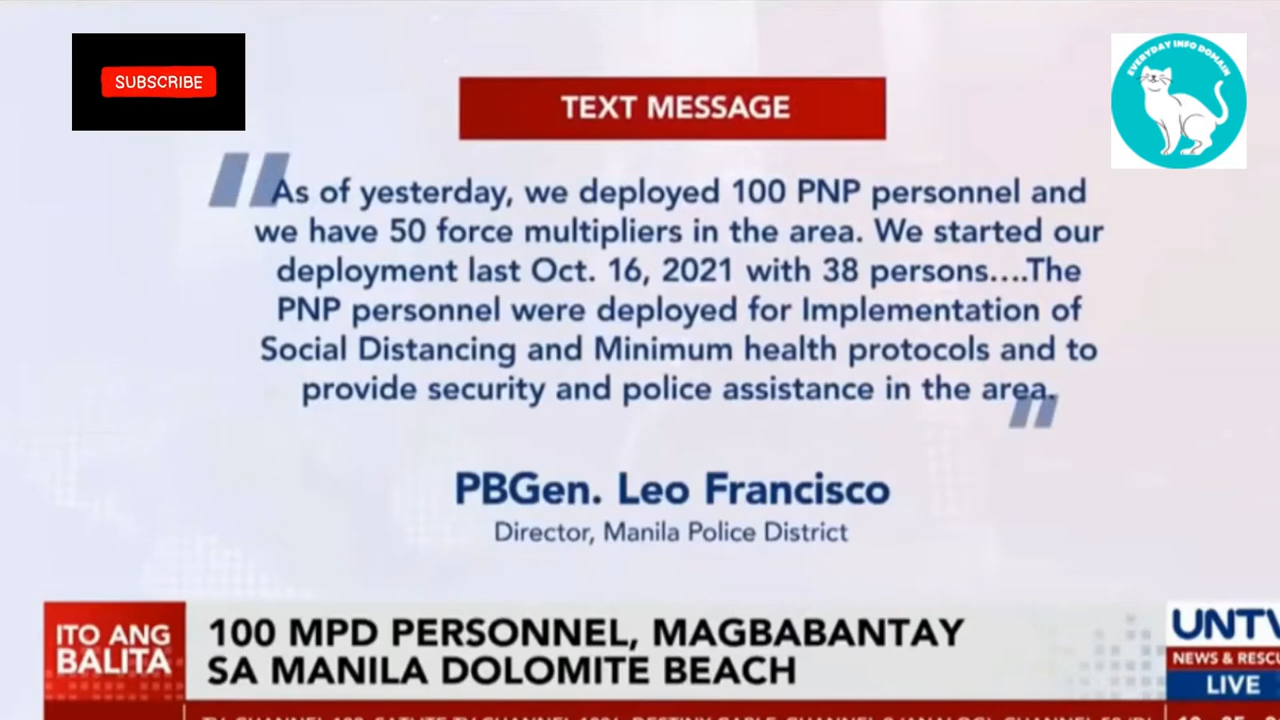 SUBSCRIBE
EVERYDAY INFO DOMAIN
TEXT MESSAGE
"As of yesterday, we deployed 100 PNP personnel and
we have 50 force multipliers in the area. We started our
deployment last Oct. 16, 2021 with 38 persons....The
PNP personnel were deployed for Implementation of
Social Distancing and Minimum health protocols and to
provide security and police assistance in the area."
PBGen. Leo Francisco
Director, Manila Police District
ITO ANG
BALITA
100 MPD PERSONNEL, MAGBABANTAY
SA MANILA DOLOMITE BEACH
UNTV
NEWS & RESCU
LIVE